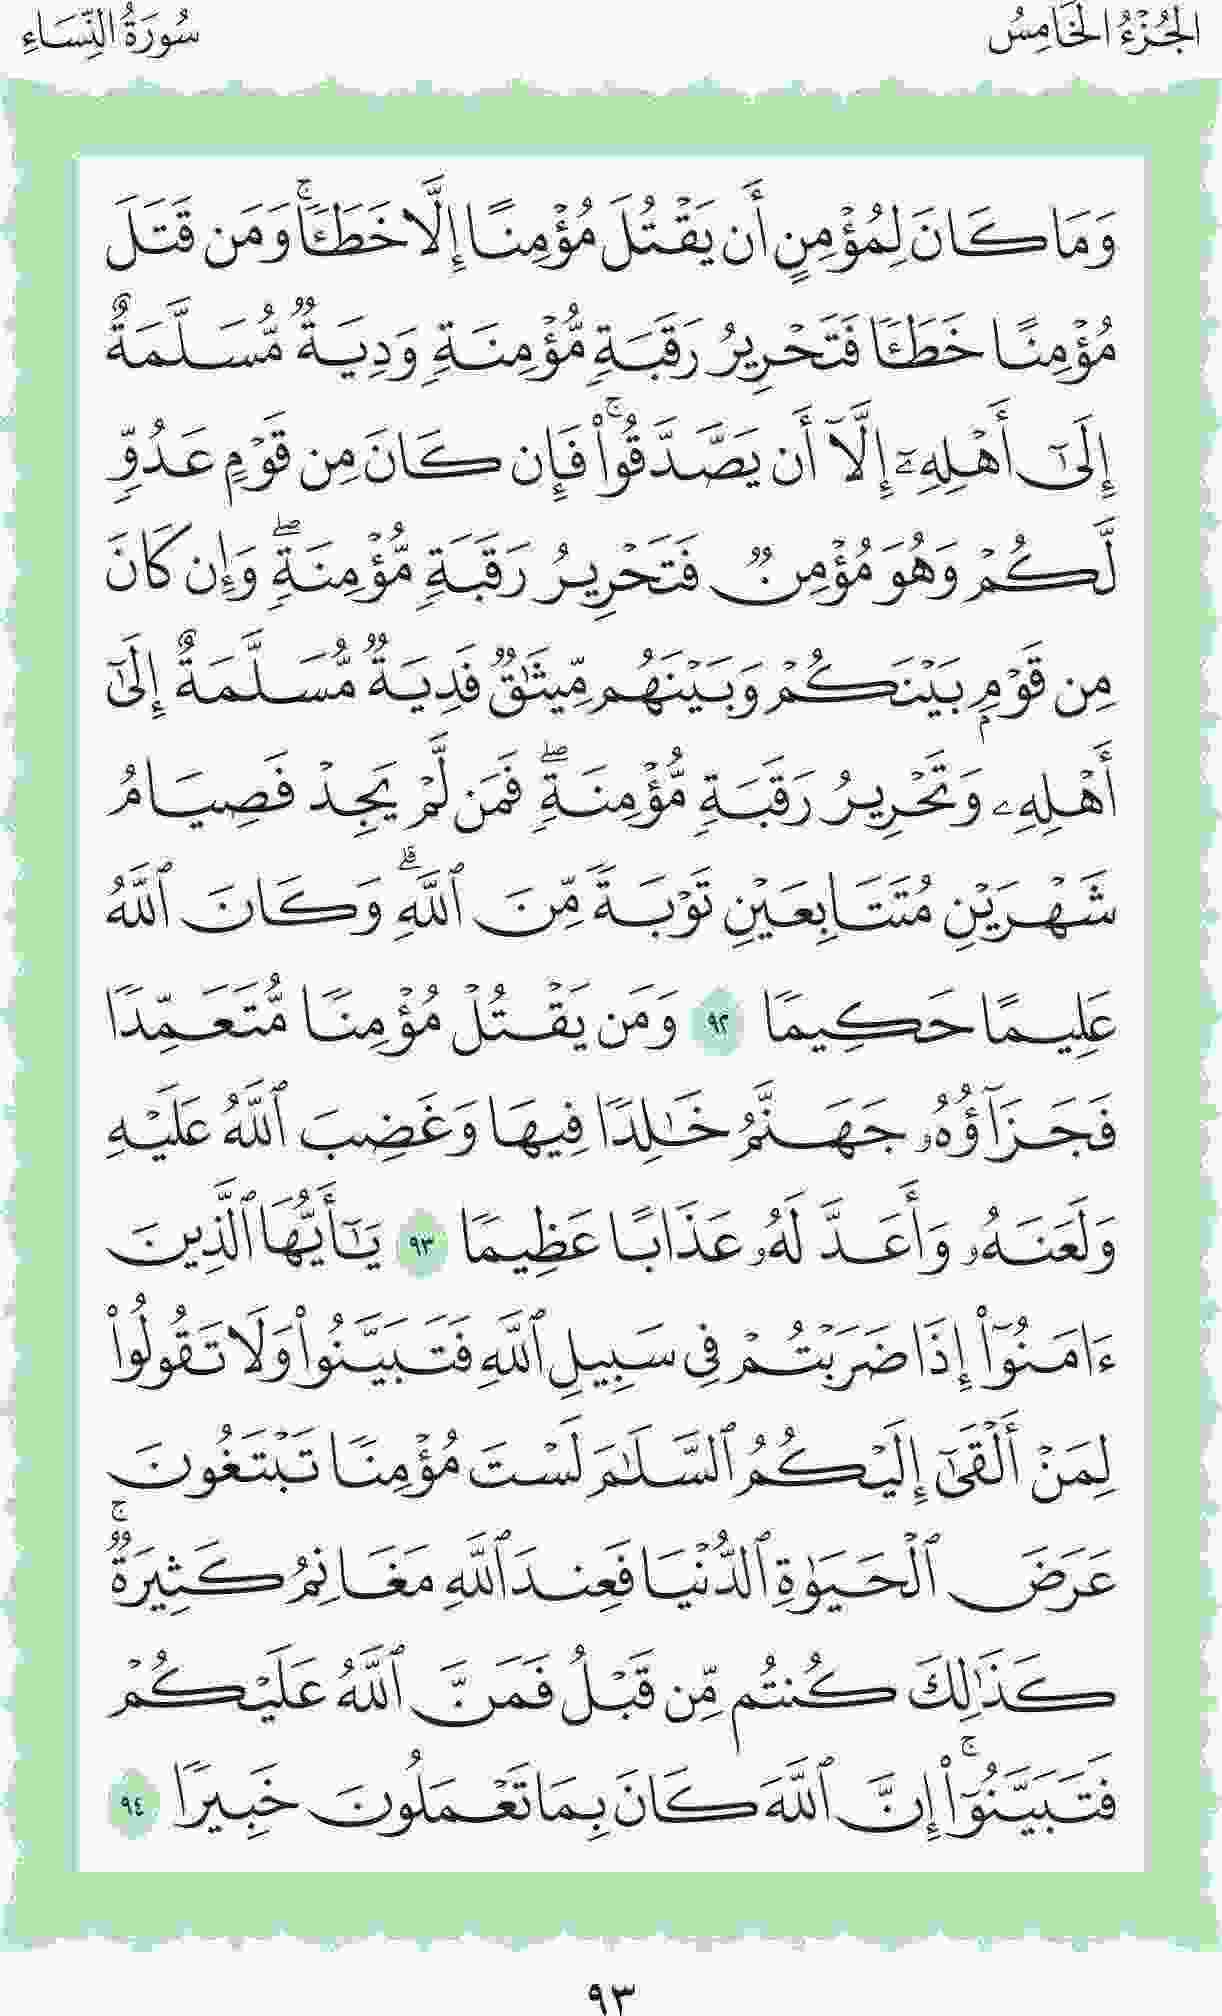 الجُزْءُ الخَامِسُ
سُورَةُ النِّسَاءِ
وَمَا كَانَ لِمُؤْمِنٍ أَن يَقْتُلَ مُؤْمِنًا إِلَّا خَطَـًٔا ۚ وَمَن قَتَلَ
مُؤْمِنًا خَطَـًٔا فَتَحْرِيرُ رَقَبَةٍ مُّؤْمِنَةٍ وَدِيَةٌ مُّسَلَّمَةٌ
إِلَىٰٓ أَهْلِهِۦٓ إِلَّآ أَن يَصَّدَّقُوا۟ ۚ فَإِن كَانَ مِن قَوْمٍ عَدُوٍّ
لَّكُمْ وَهُوَ مُؤْمِنٌ فَتَحْرِيرُ رَقَبَةٍ مُّؤْمِنَةٍ ۖ وَإِن كَانَ
مِن قَوْمٍۭ بَيْنَكُمْ وَبَيْنَهُم مِّيثَـٰقٌ فَدِيَةٌ مُّسَلَّمَةٌ إِلَىٰٓ
أَهْلِهِۦ وَتَحْرِيرُ رَقَبَةٍ مُّؤْمِنَةٍ ۖ فَمَن لَّمْ يَجِدْ فَصِيَامُ
شَهْرَيْنِ مُتَتَابِعَيْنِ تَوْبَةً مِّنَ ٱللَّهِ ۗ وَكَانَ ٱللَّهُ
عَلِيمًا حَكِيمًا ٩٢ وَمَن يَقْتُلْ مُؤْمِنًا مُّتَعَمِّدًا
فَجَزَآؤُهُۥ جَهَنَّمُ خَـٰلِدًا فِيهَا وَغَضِبَ ٱللَّهُ عَلَيْهِ
وَلَعَنَهُۥ وَأَعَدَّ لَهُۥ عَذَابًا عَظِيمًا ٩٣ يَـٰٓأَيُّهَا ٱلَّذِينَ
ءَامَنُوٓا۟ إِذَا ضَرَبْتُمْ فِى سَبِيلِ ٱللَّهِ فَتَبَيَّنُوا۟ وَلَا تَقُولُوا۟
لِمَنْ أَلْقَىٰٓ إِلَيْكُمُ ٱلسَّلَـٰمَ لَسْتَ مُؤْمِنًا تَبْتَغُونَ
عَرَضَ ٱلْحَيَوٰةِ ٱلدُّنْيَا فَعِندَ ٱللَّهِ مَغَانِمُ كَثِيرَةٌ ۚ
كَذَٰلِكَ كُنتُم مِّن قَبْلُ فَمَنَّ ٱللَّهُ عَلَيْكُمْ
فَتَبَيَّنُوٓا۟ ۚ إِنَّ ٱللَّهَ كَانَ بِمَا تَعْمَلُونَ خَبِيرًا ٩٤
٩٣